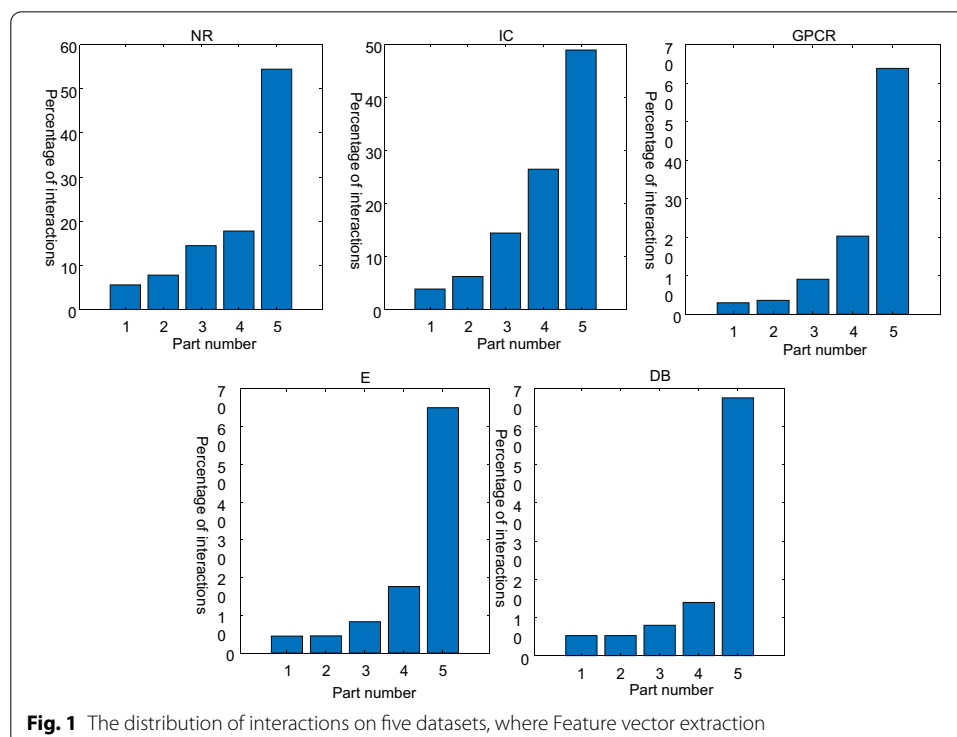 NR
Percentage of interactions
60
50
40
30
20
10
0
1 2 3 4 5
Part number
IC
Percentage of interactions
50
40
30
20
10
0
1 2 3 4 5
Part number
GPCR
Percentage of interactions
7
0
6
0
5
0
40
30
2
0
1
0
0
1 2 3 4 5
Part number
E
Percentage of interactions
7
0
6
0
5
0
4
0
3
0
2
0
1
0
0
1 2 3 4 5
Part number
DB
Percentage of interactions
7
0
6
0
5
0
4
0
3
0
2
0
1
0
0
1 2 3 4 5
Part number
Fig. 1 The distribution of interactions on five datasets, where Feature vector extraction